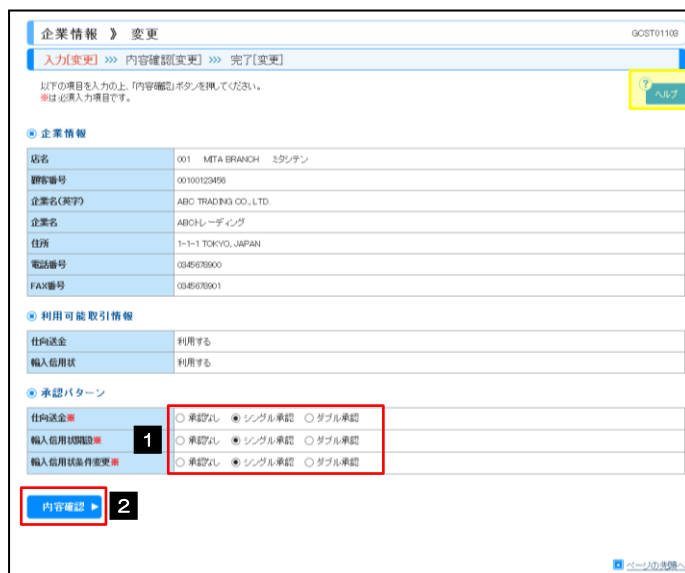 企業情報 》 変更
GCST01103
入力[変更] >>> 内容確認[変更] >>> 完了[変更]
以下の項目を入力の上、「内容確認」ボタンを押してください。
※は必須入力項目です。
? ヘルプ
企業情報
店名 001 MITA BRANCH ミタシテン
顧客番号 00100123456
企業名(英字) ABC TRADING CO., LTD.
企業名 ABCトレーディング
住所 1-1-1 TOKYO, JAPAN
電話番号 0345678900
FAX番号 0345678901
利用可能取引情報
仕向送金 利用する
輸入信用状 利用する
承認パターン
仕向送金※ 承認なし シングル承認 ダブル承認
輸入信用状開設※ 1 承認なし シングル承認 ダブル承認
輸入信用状条件変更※ 承認なし シングル承認 ダブル承認
内容確認 2
ページの先頭へ